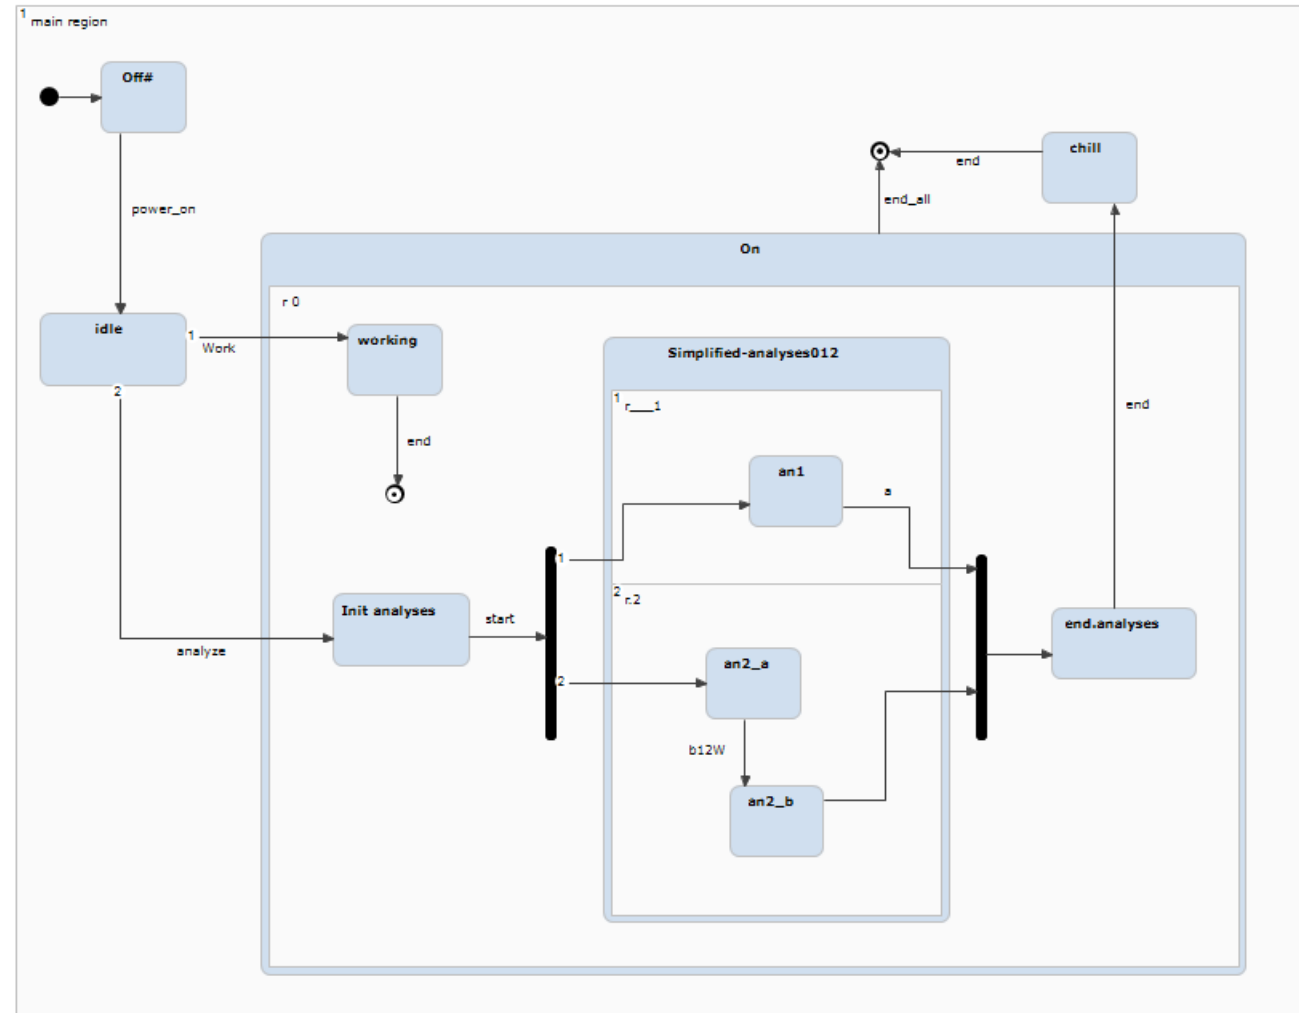 1
main region
Off#
power_on
chill
end
end_all
On
r 0
idle
1
Work
working
end
2
analyze
Simplified-analyses012
1
r___1
an1
a
end
Init analyses
start
1
2
2
r.2
an2_a
b12W
an2_b
end.analyses